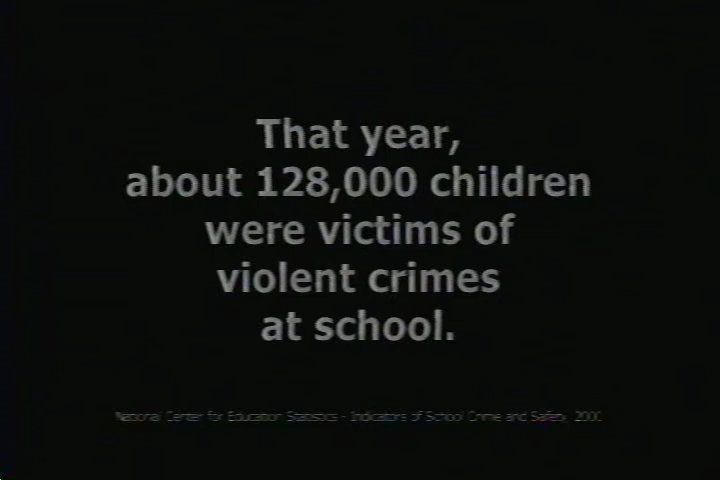 That year,
about 128,000 children
were victims of
violent crimes
at school.
National Center for Education Statistics - Indicators of School Crime and Safety, 2000